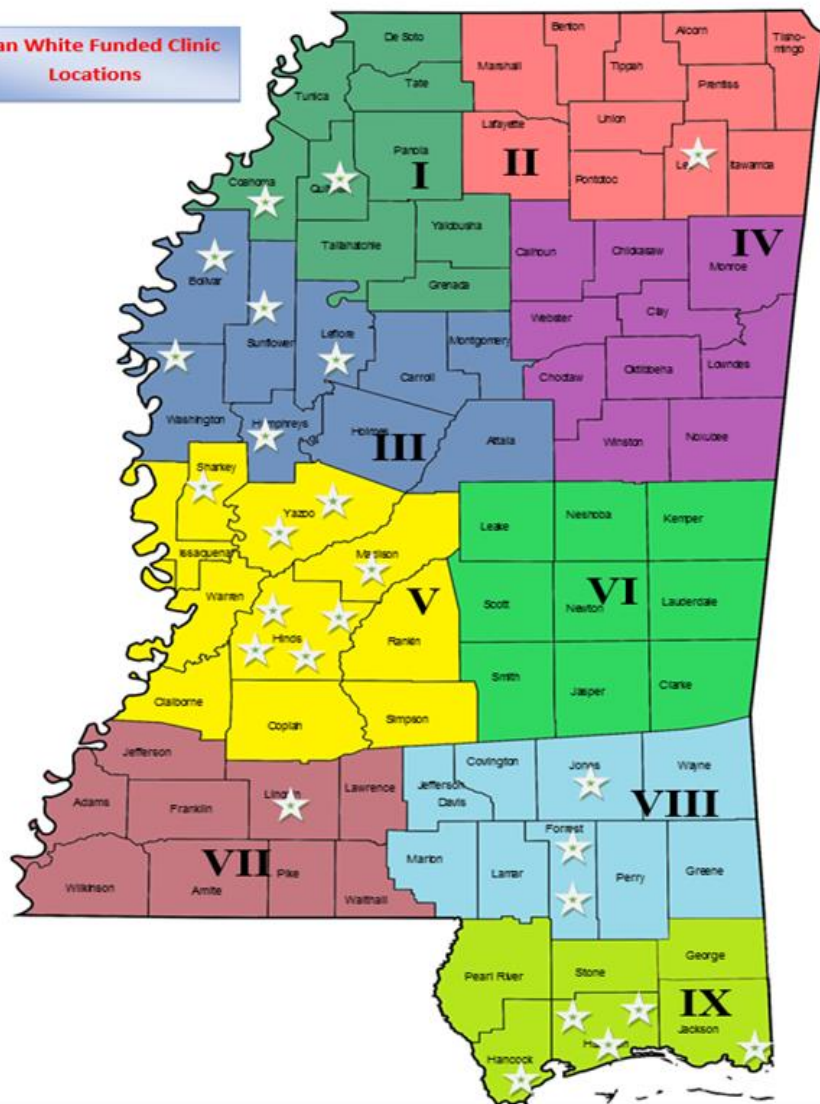 an White Funded Clinic
Locations
De Soto
Benton
Alcorn
Tisho-
mingo
Marshall
Tippah
Tate
Prentiss
Tunica
Lafayette
Union
Panola
I
II
Coahoma
Pontotoc
Itawamba
Yalobusha
Tallahatchie
Calhoun
Chickasaw
IV
Monroe
Bolivar
Grenada
Webster
Clay
Sunflower
Leflore
Montgomery
Carroll
Choctaw
Oktibbeha
Lowndes
Washington
Humphreys
Holmes
III
Attala
Winston
Noxubee
Sharkey
Yazoo
Leake
Neshoba
Kemper
Issaquena
Madison
Warren
V
Scott
VI
Newton
Lauderdale
Hinds
Rankin
Smith
Jasper
Clarke
Claiborne
Copiah
Simpson
Jefferson
Covington
Jones
Wayne
Adams
Franklin
Lincoln
Lawrence
Jefferson
Davis
VIII
Forrest
Marion
Lamar
Perry
Greene
VII
Wilkinson
Amite
Pike
Walthall
Pearl River
Stone
George
IX
Jackson
Hancock